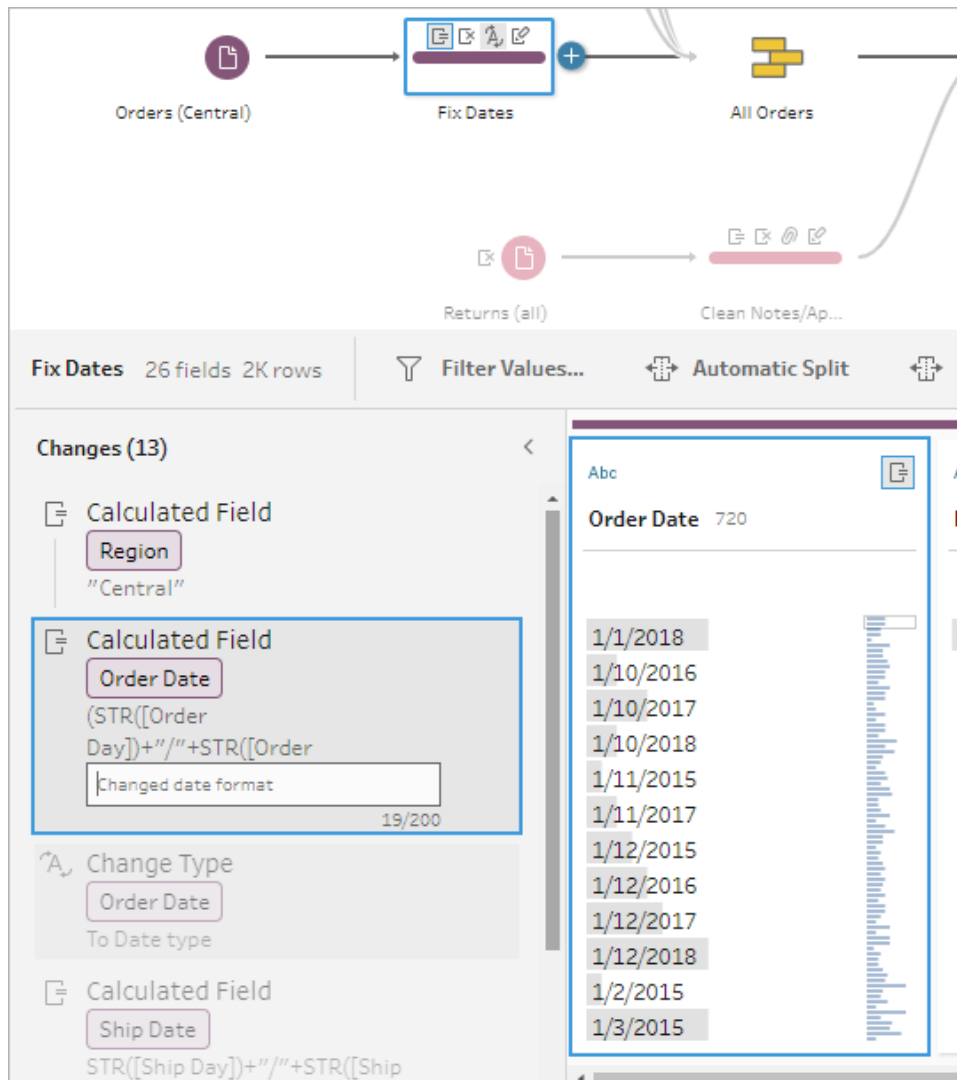 Orders (Central)
Fix Dates
All Orders
Returns (all)
Clean Notes/Ap...
Fix Dates 26 fields 2K rows
Filter Values...
Automatic Split
Changes (13)
Calculated Field
Region
"Central"
Calculated Field
Order Date
(STR([Order
Day])+"/"+STR([Order
Changed date format
19/200
Change Type
Order Date
To Date type
Calculated Field
Ship Date
STR([Ship Day])+"/"+STR([Ship
Abc
Order Date 720
1/1/2018
1/10/2016
1/10/2017
1/10/2018
1/11/2015
1/11/2017
1/12/2015
1/12/2016
1/12/2017
1/12/2018
1/2/2015
1/3/2015